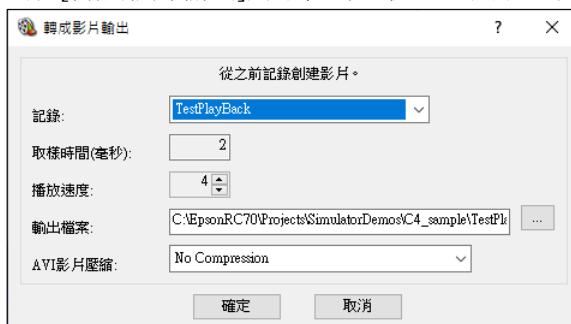 轉成影片輸出
?
從之前記錄創建影片。
記錄: TestPlayBack
取樣時間(毫秒): 2
播放速度: 4
輸出檔案: C:\EpsonRC70\Projects\SimulatorDemos\C4_sample\TestPla ...
AVI影片壓縮: No Compression
確定 取消